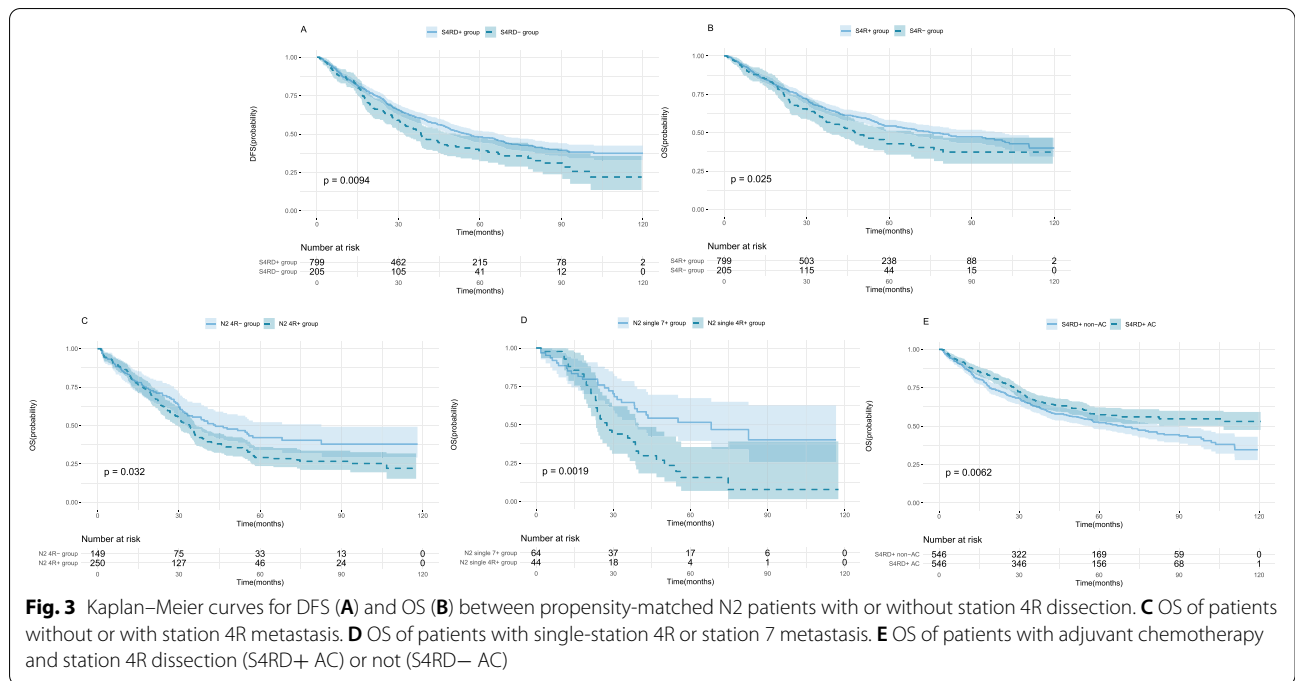 A
S4RD+ group S4RD− group
1.00
0.75
0.50
0.25
0.00
DFS(probability)
p = 0.0094
0 30 60 90 120
Time(months)
Number at risk
S4RD+ group 799 462 215 78 2
S4RD− group 205 105 41 12 0
0 30 60 90 120
Time(months)
B
S4R+ group S4R− group
1.00
0.75
0.50
0.25
0.00
OS(probability)
p = 0.025
0 30 60 90 120
Time(months)
Number at risk
S4R+ group 799 503 238 88 2
S4R− group 205 115 44 15 0
0 30 60 90 120
Time(months)
C
N2 4R− group N2 4R+ group
1.00
0.75
0.50
0.25
0.00
OS(probability)
p = 0.032
0 30 60 90 120
Time(months)
Number at risk
N2 4R− group 149 75 33 13 0
N2 4R+ group 250 127 46 24 0
0 30 60 90 120
Time(months)
D
N2 single 7+ group N2 single 4R+ group
1.00
0.75
0.50
0.25
0.00
OS(probability)
p = 0.0019
0 30 60 90 120
Time(months)
Number at risk
N2 single 7+ group 64 37 17 6 0
N2 single 4R+ group 44 18 4 1 0
0 30 60 90 120
Time(months)
E
S4RD+ non−AC S4RD+ AC
1.00
0.75
0.50
0.25
0.00
OS(probability)
p = 0.0062
0 30 60 90 120
Time(months)
Number at risk
S4RD+ non−AC 546 322 169 59 0
S4RD+ AC 546 346 156 68 1
0 30 60 90 120
Time(months)
Fig. 3 Kaplan–Meier curves for DFS (A) and OS (B) between propensity-matched N2 patients with or without station 4R dissection. C OS of patients
without or with station 4R metastasis. D OS of patients with single-station 4R or station 7 metastasis. E OS of patients with adjuvant chemotherapy
and station 4R dissection (S4RD+ AC) or not (S4RD− AC)